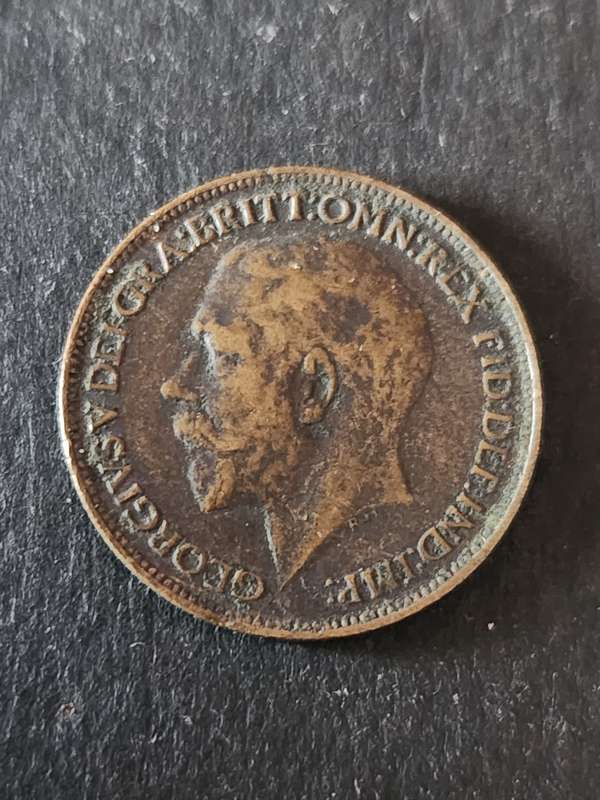 GEORGIVS V DEI GRA:BRITT:OMN:REX FID:DEF:IND:IMP: